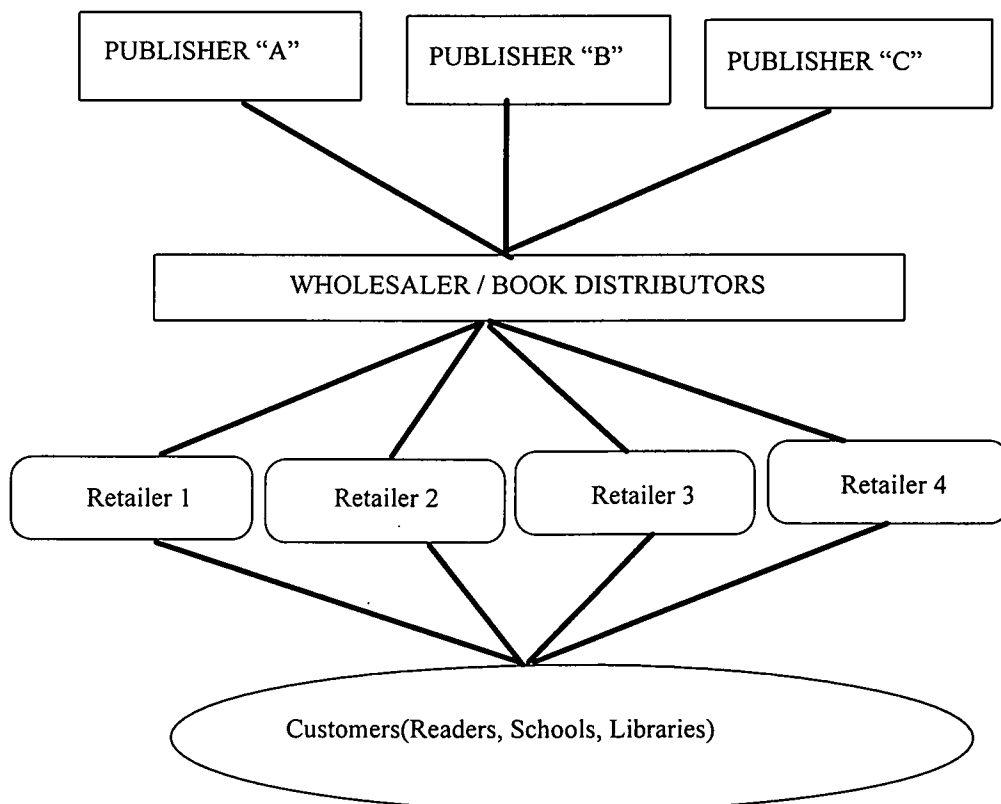 PUBLISHER “A”
PUBLISHER “B”
PUBLISHER “C”
WHOLESALER / BOOK DISTRIBUTORS
Retailer 1
Retailer 2
Retailer 3
Retailer 4
Customers(Readers, Schools, Libraries)